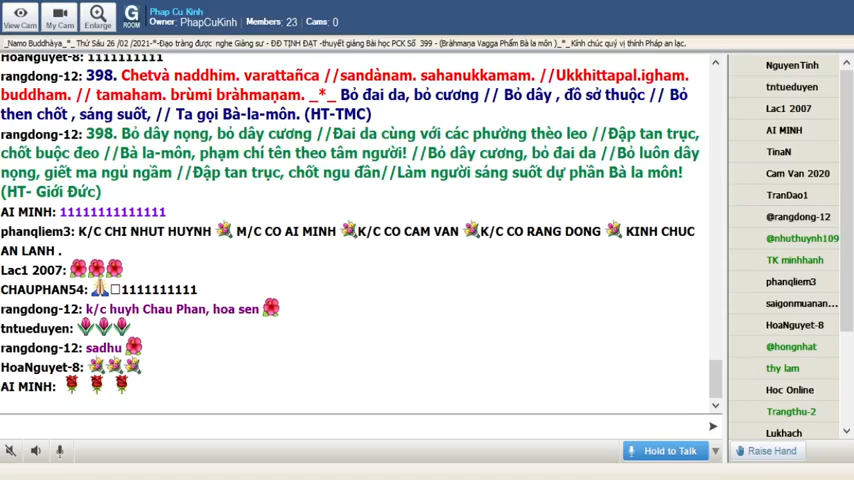 View Cam
My Cam
Enlarge
G
ROOM
Phap Cu Kinh
Owner: PhapCuKinh , Members: 23 , Cams: 0
_Namo Buddhàya_*_ Thứ Sáu 26 /02 /2021-*-Đạo tràng được nghe Giảng sư - ĐĐ TỊNH ĐẠT -thuyết giảng Bài học PCK Số 399 - (Bràhmaṇa Vagga Phẩm Bà la môn )_*_ Kính chúc quý vị thính Pháp an lạc.
HoaNguyet-8: 1111111111
rangdong-12: 398. Chetvà naddhim. varattañca //sandànam. sahanukkamam. //Ukkhittapal.igham.
buddham. // tamaham. brùmi bràhmaṇam. _*_ Bỏ đai da, bỏ cương // Bỏ dây , đồ sở thuộc // Bỏ
then chốt , sáng suốt, // Ta gọi Bà-la-môn. (HT-TMC)
rangdong-12: 398. Bỏ dây nọng, bỏ dây cương //Đai da cùng với các phường thèo leo //Đập tan trục,
chốt buộc đeo //Bà la-môn, phạm chí tên theo tâm người! //Bỏ dây cương, bỏ đai da //Bỏ luôn dây
nọng, giết ma ngủ ngầm //Đập tan trục, chốt ngu đần//Làm người sáng suốt dự phần Bà la môn!
(HT- Giới Đức)
AI MINH: 11111111111111
phanqliem3: K/C CHI NHUT HUYNH M/C CO AI MINH K/C CO CAM VAN K/C CO RANG DONG KINH CHUC
AN LANH .
Lac1 2007:
CHAUPHAN54: 1111111111
rangdong-12: k/c huyh Chau Phan, hoa sen
tntueduyen:
rangdong-12: sadhu
HoaNguyet-8:
AI MINH:
Hold to Talk
Raise Hand
NguyenTinh
tntueduyen
Lac1 2007
AI MINH
TinaN
Cam Van 2020
TranDao1
@rangdong-12
@nhuthuynh109
TK minhhanh
phanqliem3
saigonmuanan...
HoaNguyet-8
@hongnhat
thy lam
Hoc Online
Trangthu-2
Lukhach